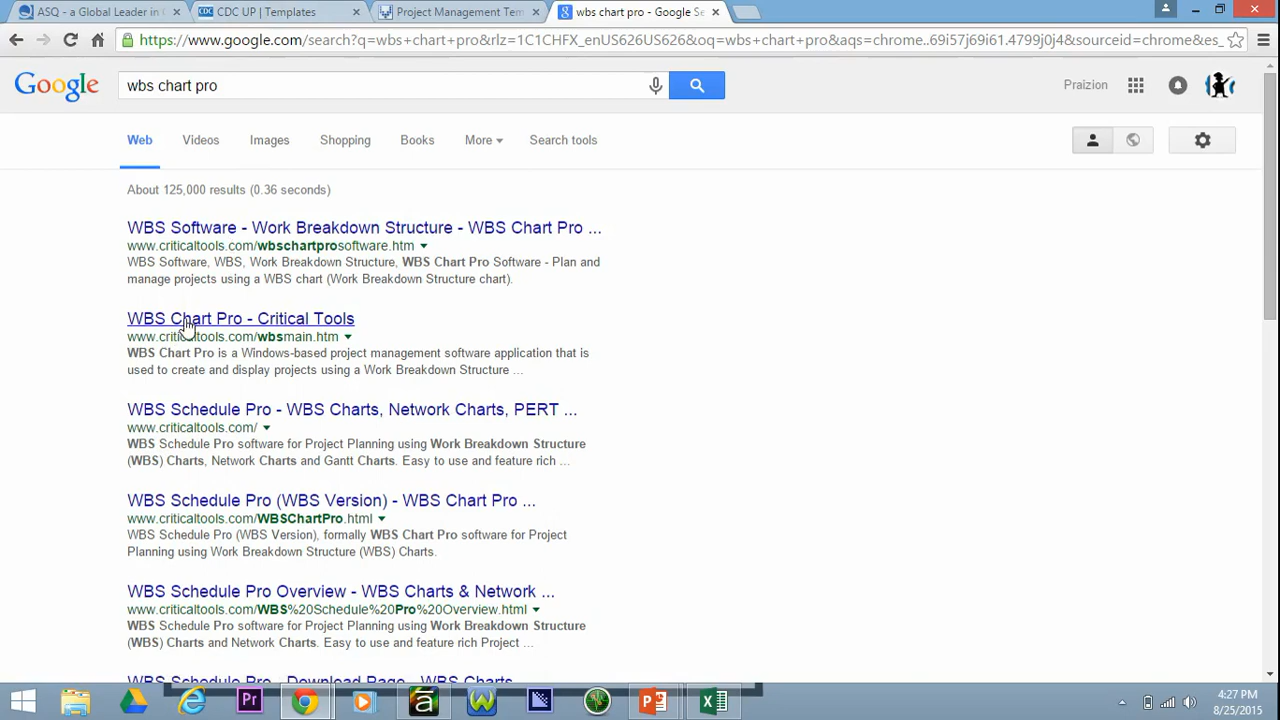 ASQ - a Global Leader in C
CDC UP | Templates
Project Management Tem
wbs chart pro - Google Se
https://www.google.com/search?q=wbs+chart+pro&rlz=1C1CHFX_enUS626US626&oq=wbs+chart+pro&aqs=chrome..69i57j69i61.4799j0j4&sourceid=chrome&es_
Google
wbs chart pro
Praizion
Web Videos Images Shopping Books More Search tools
About 125,000 results (0.36 seconds)
WBS Software - Work Breakdown Structure - WBS Chart Pro ...
www.criticaltools.com/wbschartprosoftware.htm
WBS Software, WBS, Work Breakdown Structure, WBS Chart Pro Software - Plan and
manage projects using a WBS chart (Work Breakdown Structure chart).
WBS Chart Pro - Critical Tools
www.criticaltools.com/wbsmain.htm
WBS Chart Pro is a Windows-based project management software application that is
used to create and display projects using a Work Breakdown Structure ...
WBS Schedule Pro - WBS Charts, Network Charts, PERT ...
www.criticaltools.com/
WBS Schedule Pro software for Project Planning using Work Breakdown Structure
(WBS) Charts, Network Charts and Gantt Charts. Easy to use and feature rich ...
WBS Schedule Pro (WBS Version) - WBS Chart Pro ...
www.criticaltools.com/WBSChartPro.html
WBS Schedule Pro (WBS Version), formally WBS Chart Pro software for Project
Planning using Work Breakdown Structure (WBS) Charts.
WBS Schedule Pro Overview - WBS Charts & Network ...
www.criticaltools.com/WBS%20Schedule%20Pro%20Overview.html
WBS Schedule Pro software for Project Planning using Work Breakdown Structure
(WBS) Charts and Network Charts. Easy to use and feature rich Project ...
WBS Schedule Pro - Download Page - WBS Charts
4:27 PM
8/25/2015